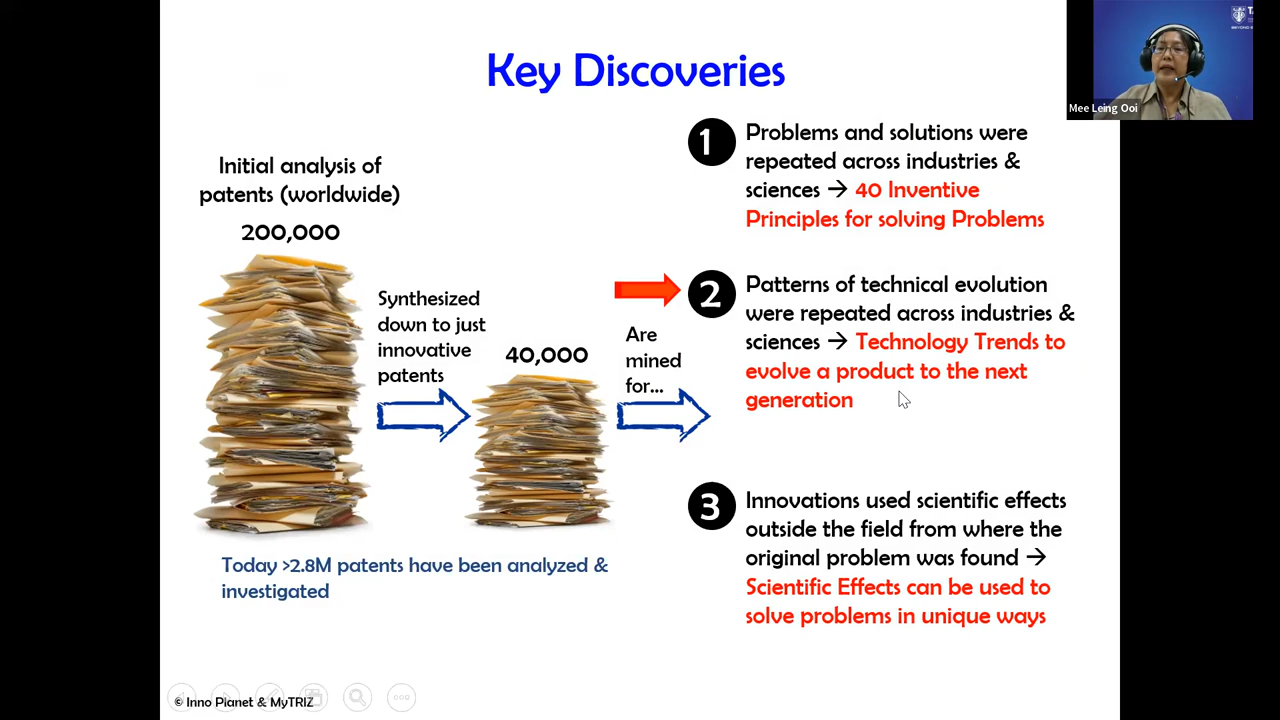 Key Discoveries
Initial analysis of
patents (worldwide)
200,000
Synthesized
down to just
innovative
patents
40,000
Are
mined
for...
Today >2.8M patents have been analyzed &
investigated
1
Problems and solutions were
repeated across industries &
sciences → 40 Inventive
Principles for solving Problems
2
Patterns of technical evolution
were repeated across industries &
sciences → Technology Trends to
evolve a product to the next
generation
3
Innovations used scientific effects
outside the field from where the
original problem was found →
Scientific Effects can be used to
solve problems in unique ways
© Inno Planet & MyTRIZ
Mee Leing Ooi